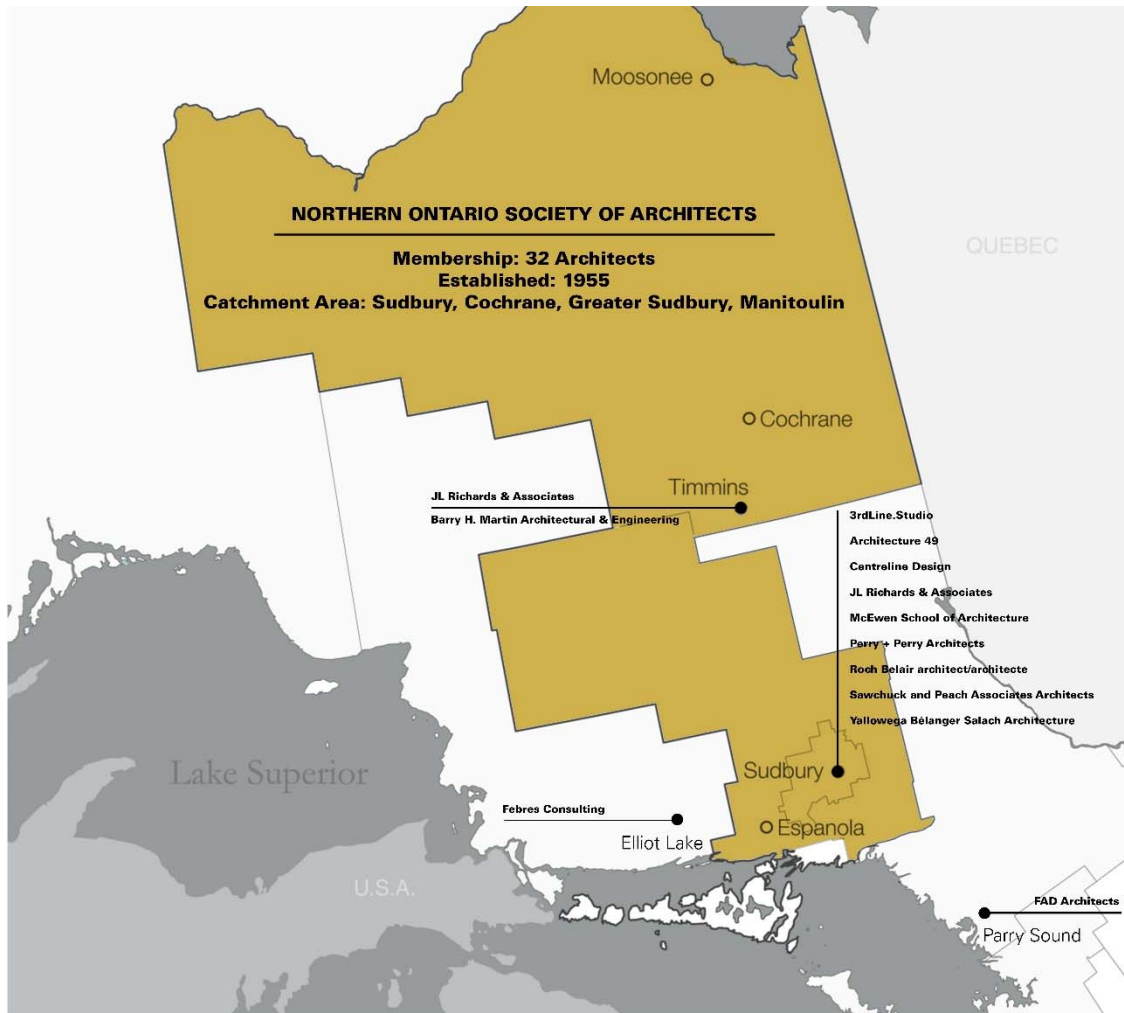 Moosonee
NORTHERN ONTARIO SOCIETY OF ARCHITECTS
QUEBEC
Membership: 32 Architects
Established: 1955
Catchment Area: Sudbury, Cochrane, Greater Sudbury, Manitoulin
Cochrane
JL Richards & Associates
Timmins
Barry H. Martin Architectural & Engineering
3rdLine.Studio
Architecture 49
Centreline Design
JL Richards & Associates
McEwen School of Architecture
Perry + Perry Architects
Roch Belair architect/architecte
Sawchuck and Peach Associates Architects
Yallowega Bélanger Salach Architecture
Lake Superior
Sudbury
Febres Consulting
Espanola
Elliot Lake
U.S.A.
FAD Architects
Parry Sound